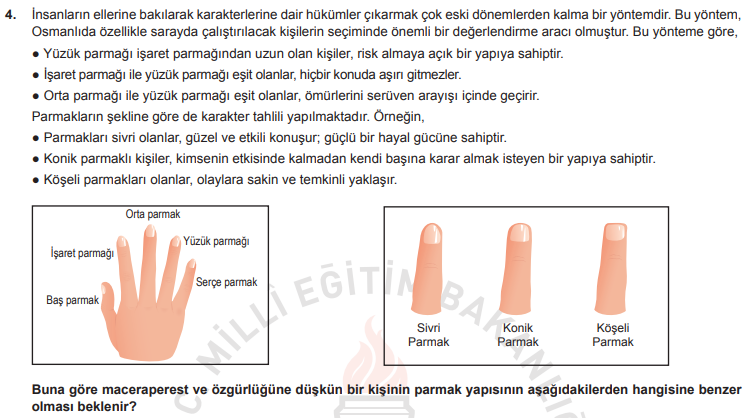 4. İnsanların ellerine bakılarak karakterlerine dair hükümler çıkarmak çok eski dönemlerden kalma bir yöntemdir. Bu yöntem,
Osmanlıda özellikle sarayda çalıştırılacak kişilerin seçiminde önemli bir değerlendirme aracı olmuştur. Bu yönteme göre,
● Yüzük parmağı işaret parmağından uzun olan kişiler, risk almaya açık bir yapıya sahiptir.
● İşaret parmağı ile yüzük parmağı eşit olanlar, hiçbir konuda aşırı gitmezler.
● Orta parmağı ile yüzük parmağı eşit olanlar, ömürlerini serüven arayışı içinde geçirir.
Parmakların şekline göre de karakter tahlili yapılmaktadır. Örneğin,
● Parmakları sivri olanlar, güzel ve etkili konuşur; güçlü bir hayal gücüne sahiptir.
● Konik parmaklı kişiler, kimsenin etkisinde kalmadan kendi başına karar almak isteyen bir yapıya sahiptir.
● Köşeli parmakları olanlar, olaylara sakin ve temkinli yaklaşır.
Orta parmak
Yüzük parmağı
İşaret parmağı
Serçe parmak
Baş parmak
Sivri
Parmak
Konik
Parmak
Köşeli
Parmak
C MİLLÎ EĞİTİM BAKANLIĞI
Buna göre maceraperest ve özgürlüğüne düşkün bir kişinin parmak yapısının aşağıdakilerden hangisine benzer
olması beklenir?